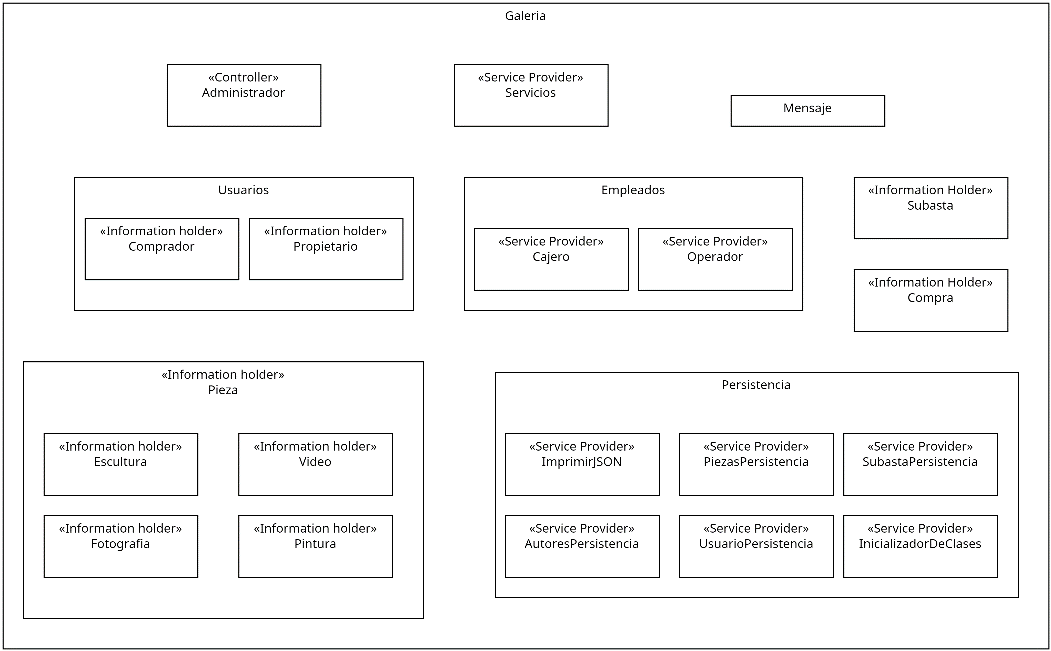 Galeria
«Controller»
Administrador
«Service Provider»
Servicios
Mensaje
Usuarios
«Information holder»
Comprador
«Information holder»
Propietario
Empleados
«Service Provider»
Cajero
«Service Provider»
Operador
«Information Holder»
Subasta
«Information Holder»
Compra
«Information holder»
Pieza
«Information holder»
Escultura
«Information holder»
Video
«Information holder»
Fotografia
«Information holder»
Pintura
Persistencia
«Service Provider»
ImprimirJSON
«Service Provider»
PiezasPersistencia
«Service Provider»
SubastaPersistencia
«Service Provider»
AutoresPersistencia
«Service Provider»
UsuarioPersistencia
«Service Provider»
InicializadorDeClases